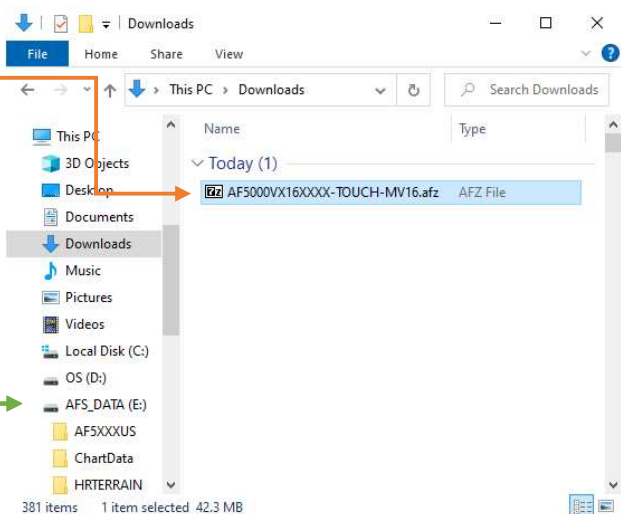 Downloads
File Home Share View
This PC > Downloads
Search Downloads
Name Type
This PC
3D Objects
Today (1)
Desktop
AF5000VX16XXXX-TOUCH-MV16.afz AFZ File
Documents
Downloads
Music
Pictures
Videos
Local Disk (C:)
OS (D:)
AFS_DATA (E:)
AF5XXXUS
ChartData
HRTERRAIN
381 items 1 item selected 42.3 MB